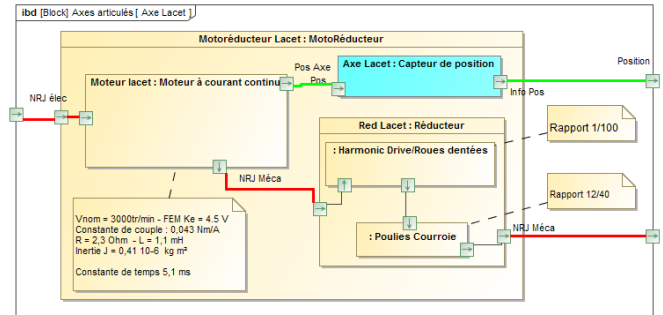 ibd [Block] Axes articulés [ Axe Lacet ]
Motoréducteur Lacet : MotoRéducteur
Moteur lacet : Moteur à courant continu
Pos Axe
Pos
Axe Lacet : Capteur de position
Position
Info Pos
NRJ élec
Red Lacet : Réducteur
: Harmonic Drive/Roues dentées
Rapport 1/100
NRJ Méca
Rapport 12/40
: Poulies Courroie
NRJ Méca
Vnom = 3000tr/min - FEM Ke = 4.5 V
Constante de couple : 0,043 Nm/A
R = 2,3 Ohm - L = 1,1 mH
Inertie J = 0,41 10-6 kg m²
Constante de temps 5,1 ms